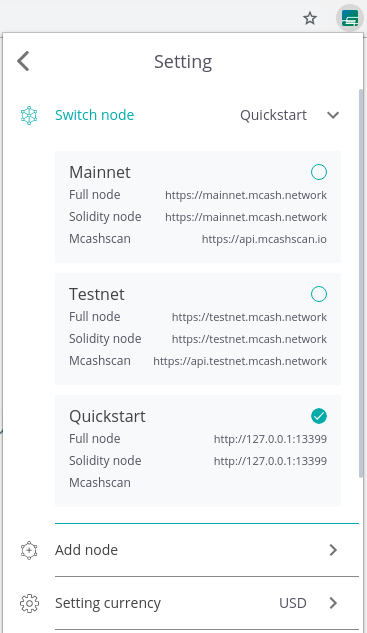 Setting
Switch node Quickstart
Mainnet
Full node https://mainnet.mcash.network
Solidity node https://mainnet.mcash.network
Mcashscan https://api.mcashscan.io
Testnet
Full node https://testnet.mcash.network
Solidity node https://testnet.mcash.network
Mcashscan https://api.testnet.mcash.network
Quickstart
Full node http://127.0.0.1:13399
Solidity node http://127.0.0.1:13399
Mcashscan
Add node
Setting currency USD